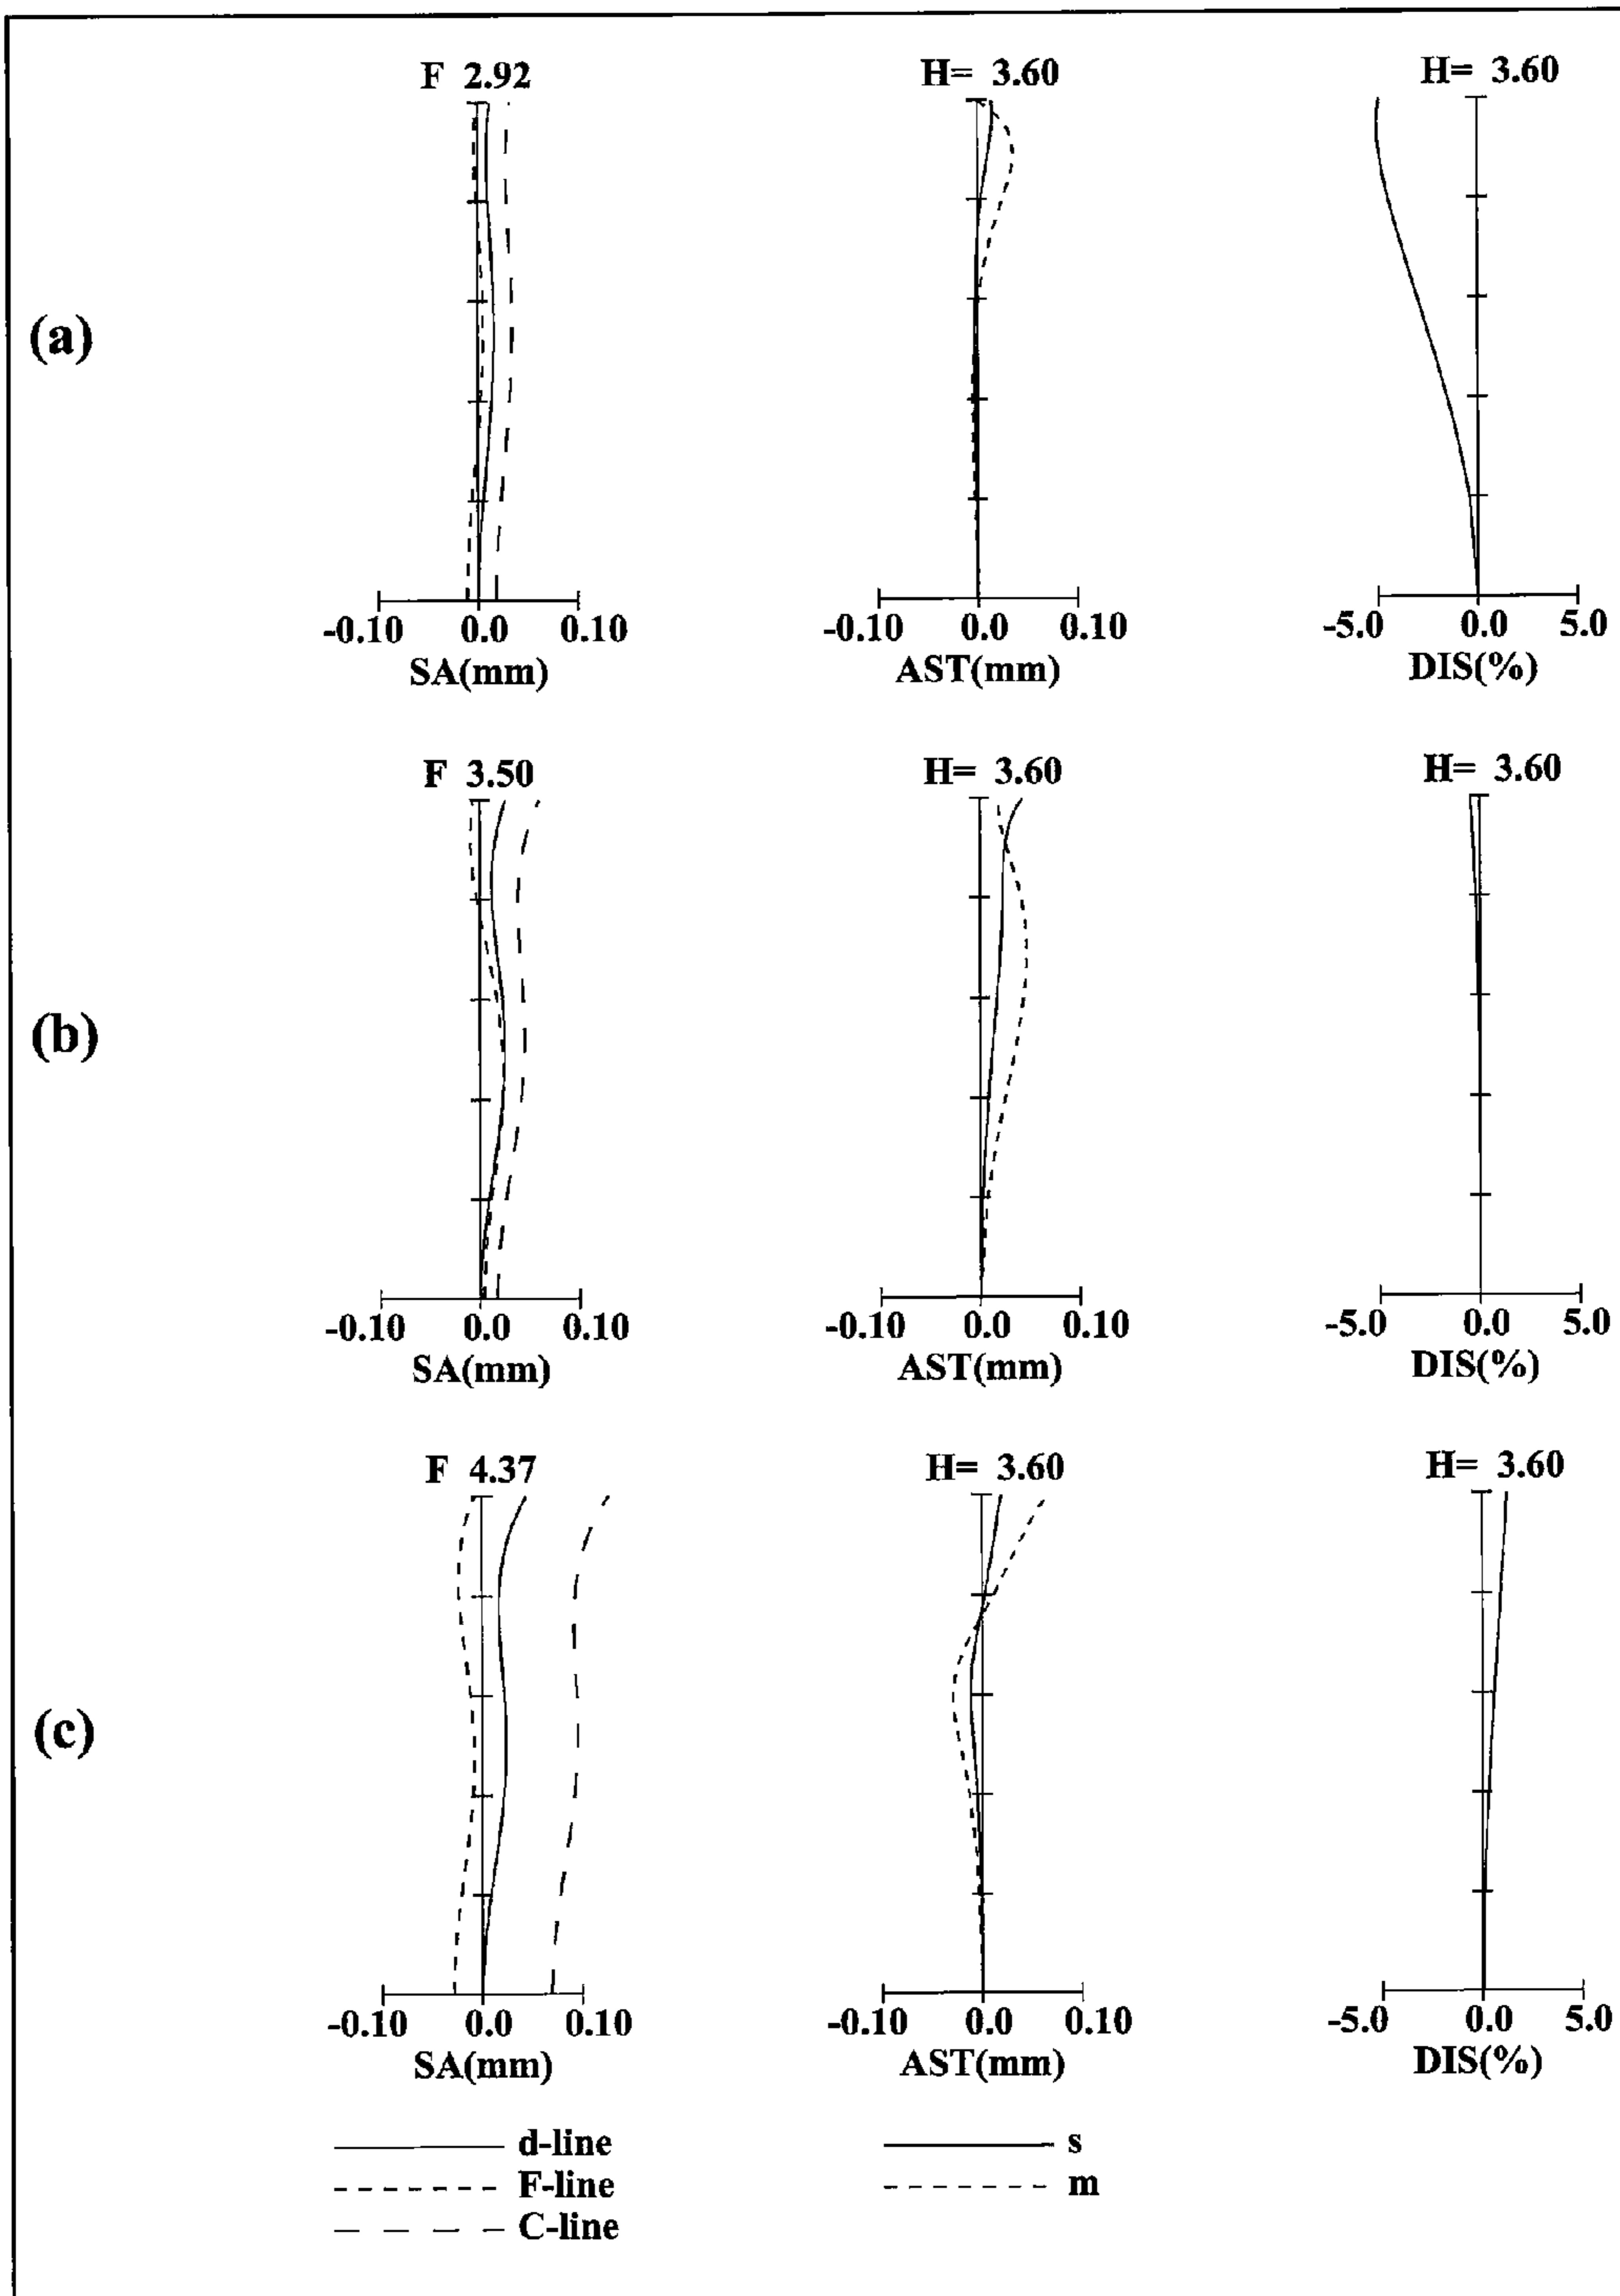 F 2.92
H= 3.60
H= 3.60
(a)
-0.10 0.0 0.10
SA(mm)
-0.10 0.0 0.10
AST(mm)
-5.0 0.0 5.0
DIS(%)
F 3.50
H= 3.60
H= 3.60
(b)
-0.10 0.0 0.10
SA(mm)
-0.10 0.0 0.10
AST(mm)
-5.0 0.0 5.0
DIS(%)
F 4.37
H= 3.60
H= 3.60
(c)
-0.10 0.0 0.10
SA(mm)
-0.10 0.0 0.10
AST(mm)
-5.0 0.0 5.0
DIS(%)
d-line
F-line
C-line
s
m